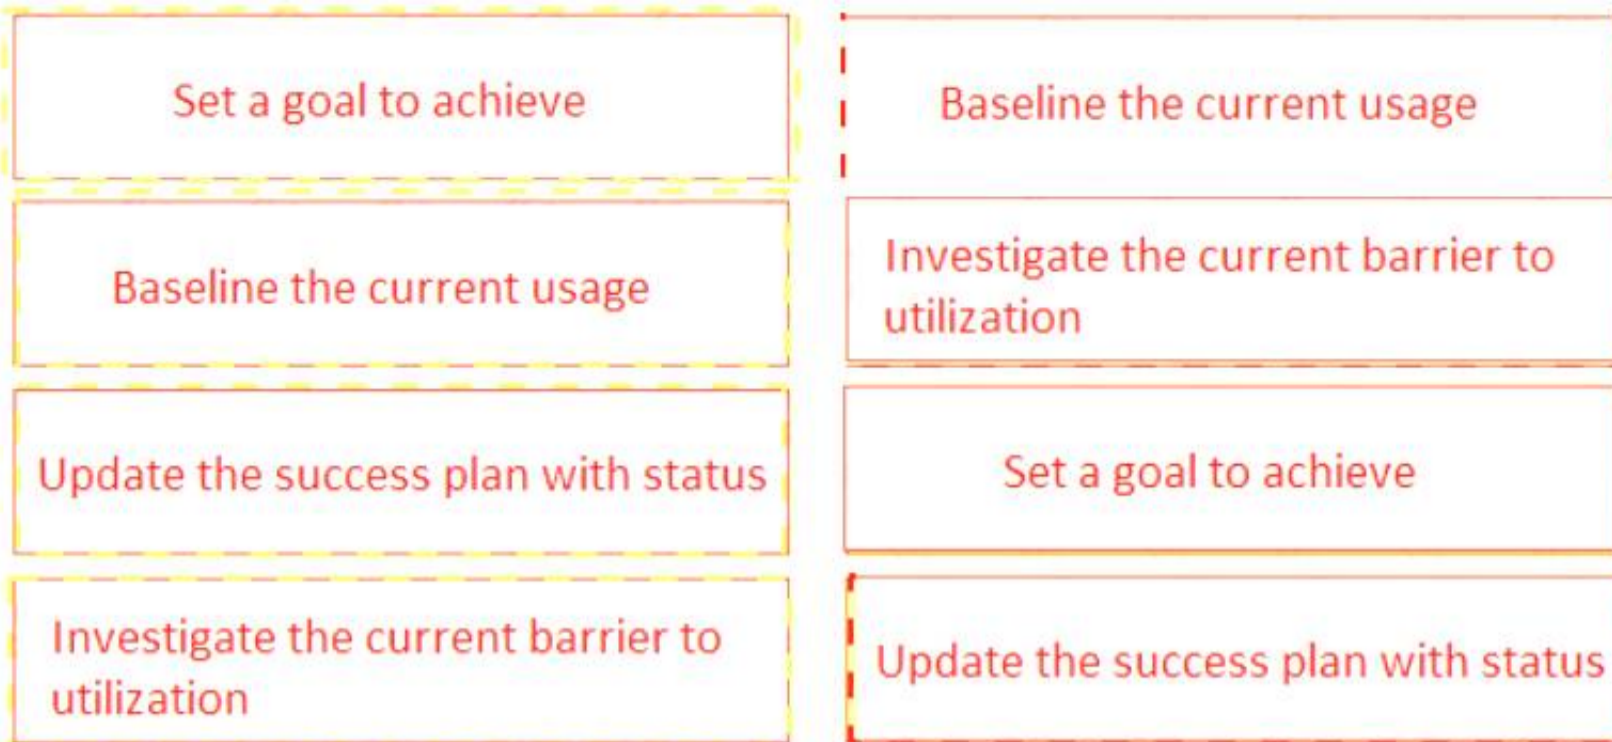 Set a goal to achieve
Baseline the current usage
Update the success plan with status
Investigate the current barrier to
utilization
Baseline the current usage
Investigate the current barrier to
utilization
Set a goal to achieve
Update the success plan with status